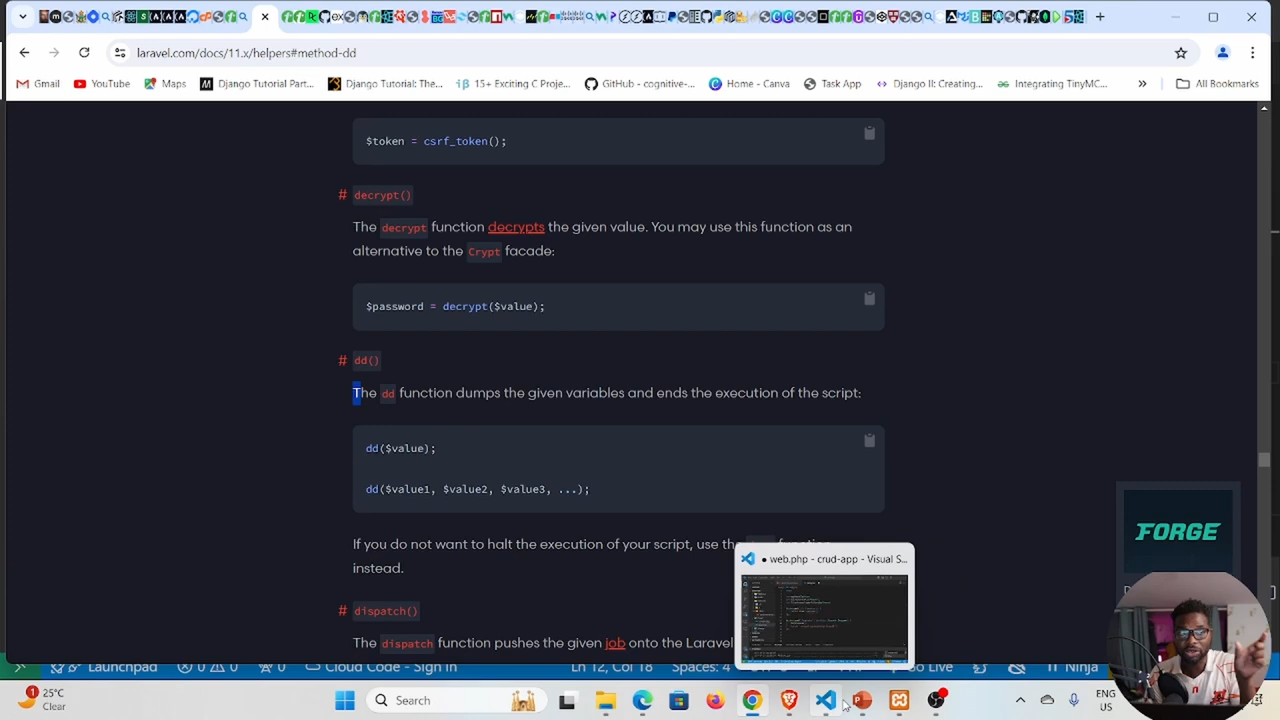 laravel.com/docs/11.x/helpers#method-dd
Gmail
YouTube
Maps
Django Tutorial Part...
Django Tutorial: The...
15+ Existing C Proje...
GitHub - cognitive-...
Home - Canva
Task App
Django II: Creating...
Integrating TinyMC...
All Bookmarks
$token = csrf_token();
# decrypt()
The decrypt function decrypts the given value. You may use this function as an
alternative to the Crypt facade:
$password = decrypt($value);
# dd()
The dd function dumps the given variables and ends the execution of the script:
dd($value);
dd($value1, $value2, $value3, ...);
If you do not want to halt the execution of your script, use the
instead.
FORGE
● web.php - crud-app - Visual S...
# dispatch()
The dispatch function pushes the given job onto the Laravel
Launchpad
0
0
0
Cloud Code - Sign in
Spaces: 4
Go Live
Ninja
1
25°C
Clear
Search
ENG